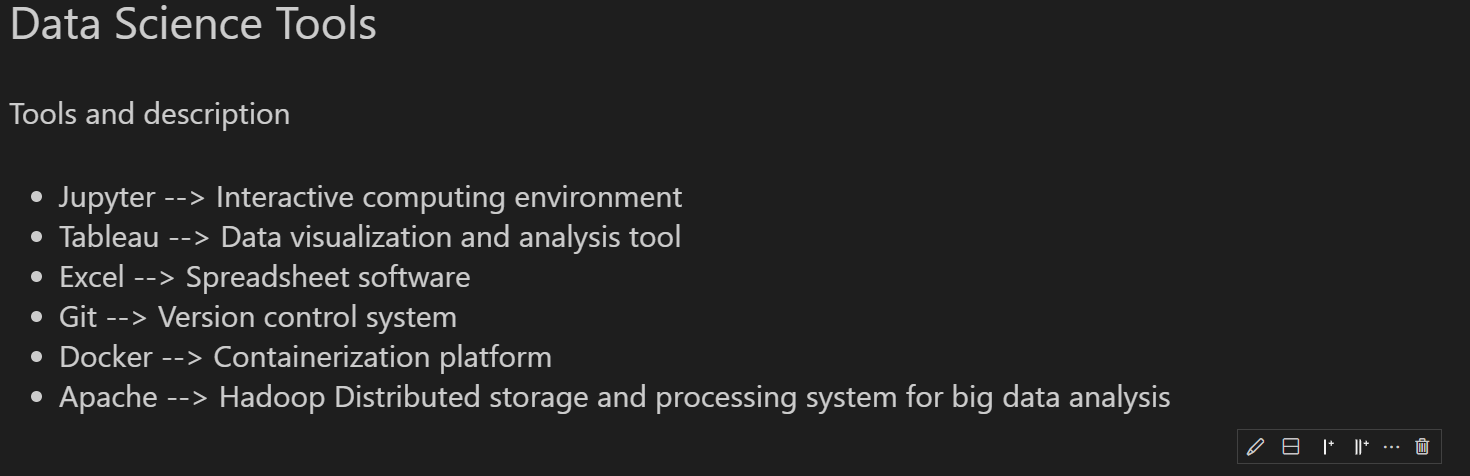 Data Science Tools
Tools and description
Jupyter --> Interactive computing environment
Tableau --> Data visualization and analysis tool
Excel --> Spreadsheet software
Git --> Version control system
Docker --> Containerization platform
Apache --> Hadoop Distributed storage and processing system for big data analysis